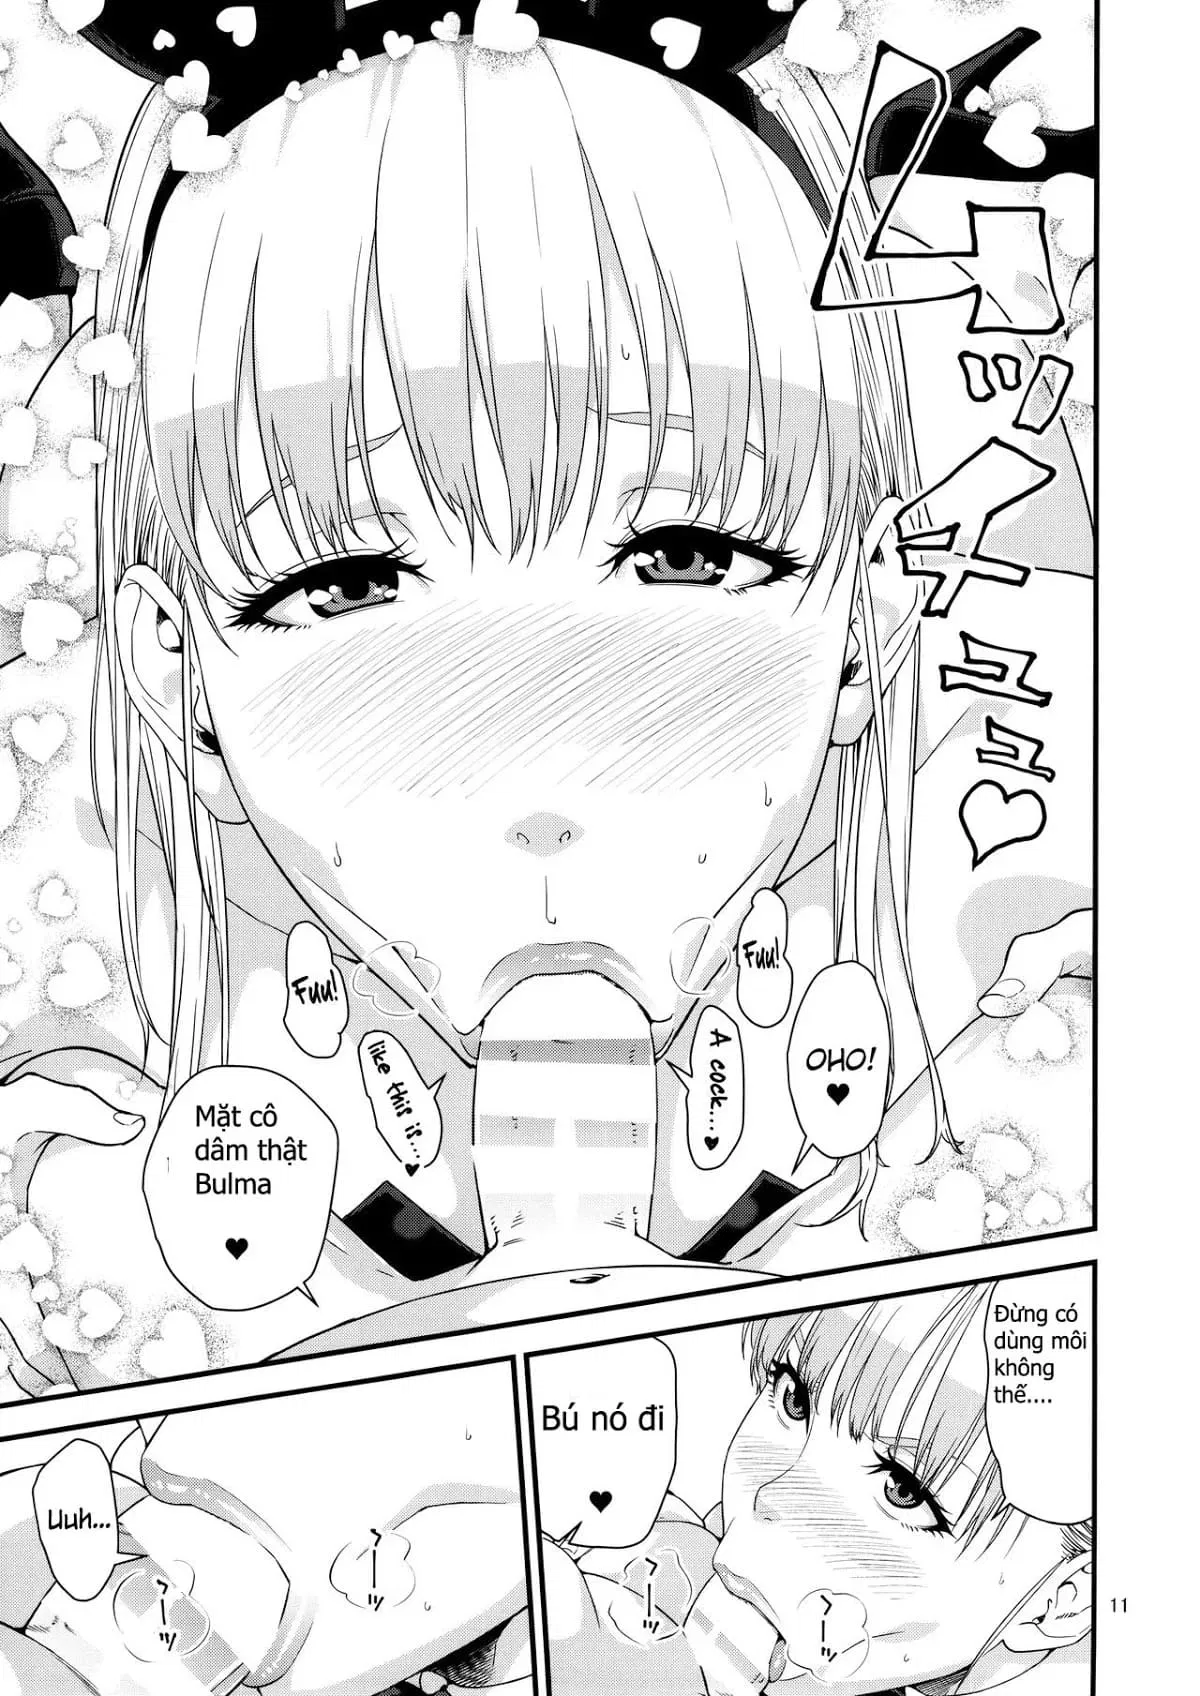 ム
ッ
チ
ュ
ュ
♥
Fuu!
OHO!
♥
A cock...
♥
Fuu!
like this is...
♥
Mặt cô
dâm thật
Bulma
♥
Đừng có
dùng môi
không
thế....
Bú nó đi
♥
Uuh...
11